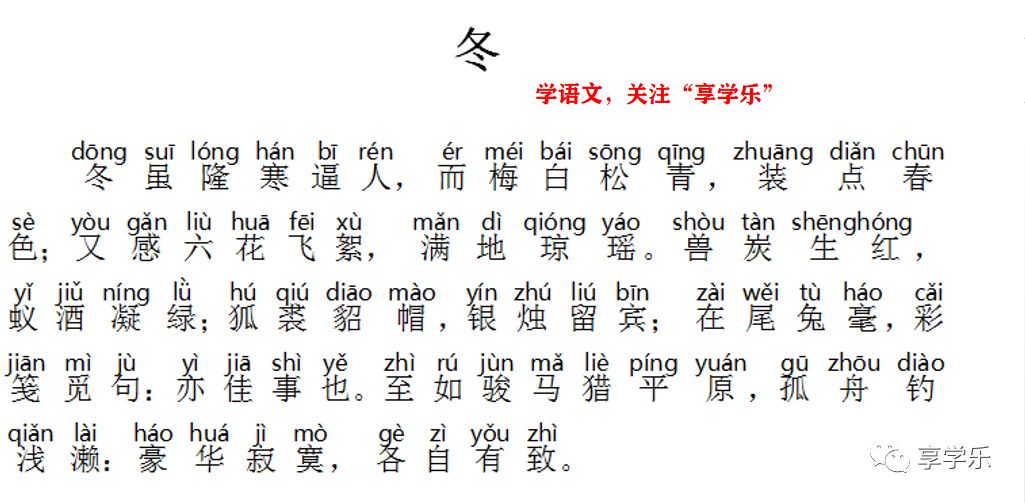 冬
学语文，关注“享学乐”
dōng suī lóng hán bī rén ér méi bái sōng qīng zhuāng diǎn chūn
冬虽隆寒逼人，而梅白松青，装点春
sè yòu gǎn liù huā fēi xù mǎn dì qióng yáo shòu tàn shēnghóng
色；又感六花飞絮，满地琼瑶。兽炭生红，
yǐ jiǔ níng lǜ hú qiú diāo mào yín zhú liú bīn zài wěi tù háo cǎi
蚁酒凝绿；狐裘貂帽，银烛留宾；在尾兔毫，彩
jiān mì jù yì jiā shì yě zhì rú jùn mǎ liè píng yuán gū zhōu diào
笺觅句：亦佳事也。至如骏马猎平原，孤舟钓
qiǎn lài háo huá jì mò gè zì yǒu zhì
浅濑：豪华寂寞，各自有致。
享学乐